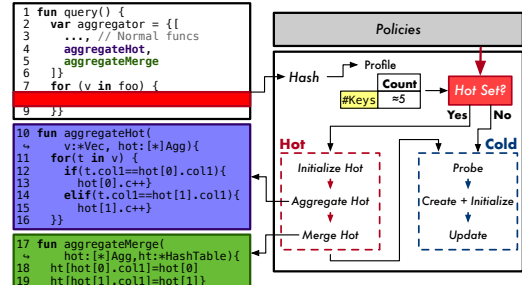 1 fun query() {
2 var aggregator = {[
3 ..., // Normal funcs
4 aggregateHot,
5 aggregateMerge
6 ]}
7 for (v in foo) {
9 }}
10 fun aggregateHot(
↪ v:*Vec, hot:[*]Agg){
11 for(t in v) {
12 if(t.col1==hot[0].col1){
13 hot[0].c++}
14 elif(t.col1==hot[1].col1){
15 hot[1].c++}
16 }}
17 fun aggregateMerge(
↪ hot:[*]Agg,ht:*HashTable){
18 ht[hot[0].col1]=hot[0]
19 ht[hot[1].col1]=hot[1]}
Policies
Hash
Profile
Count
#Keys ≈5
Hot Set?
Yes No
Hot
Initialize Hot
Aggregate Hot
Merge Hot
Cold
Probe
Create + Initialize
Update